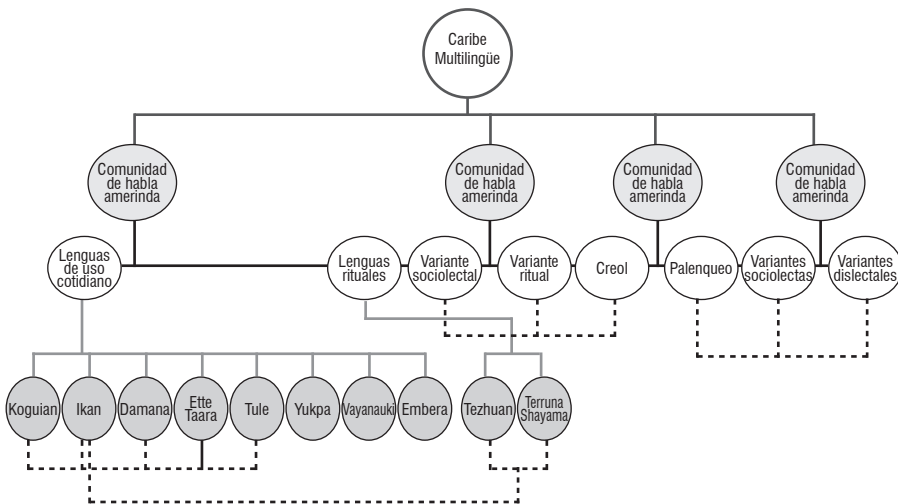 Caribe
Multilingüe
Comunidad
de habla
amerinda
Comunidad
de habla
amerinda
Comunidad
de habla
amerinda
Comunidad
de habla
amerinda
Lenguas
de uso
cotidiano
Lenguas
rituales
Variante
sociolectal
Variante
ritual
Creol
Palenqueo
Variantes
sociolectas
Variantes
dislectales
Koguian
Ikan
Damana
Ette
Taara
Tule
Yukpa
Vayanauki
Embera
Tezhuan
Terruna
Shayama